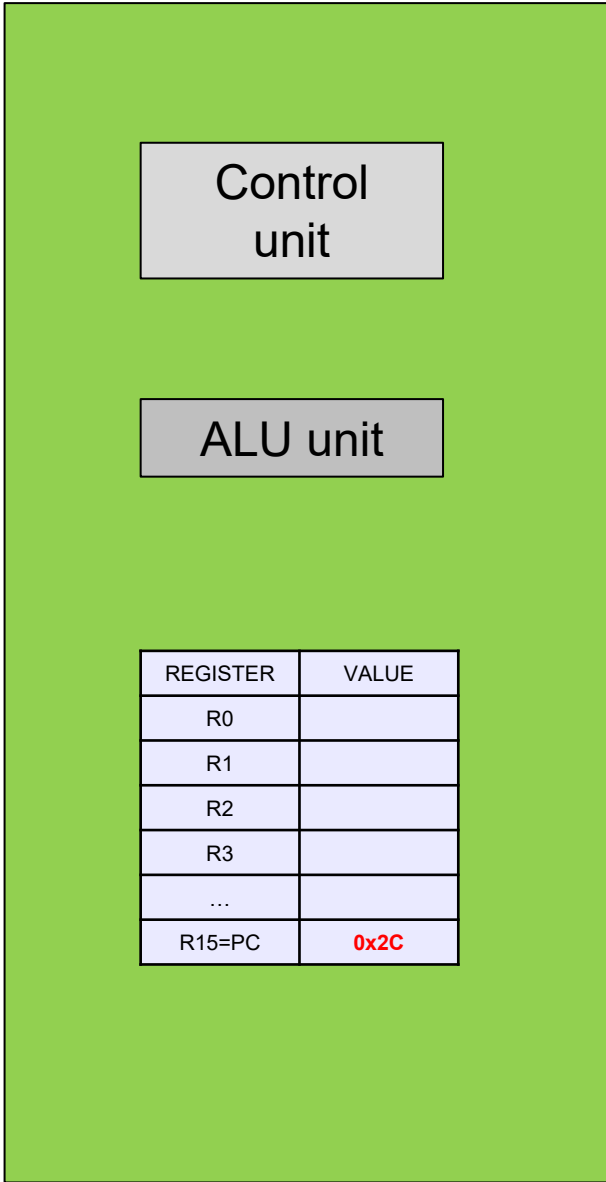 Control
unit
ALU unit
REGISTER VALUE
R0
R1
R2
R3
…
R15=PC 0x2C